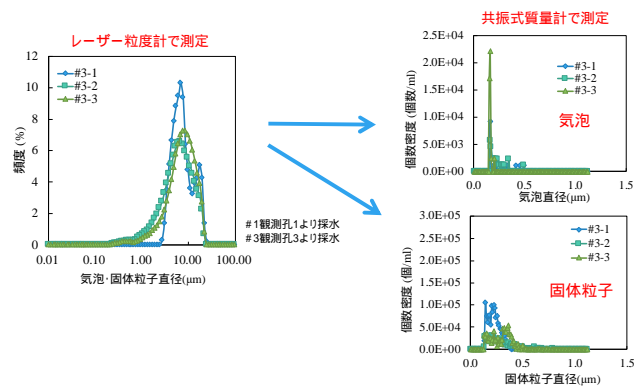 レーザー粒度計で測定
12
10
8
6
4
2
0
頻度 (%)
#3-1
#3-2
#3-3
0.01
0.10
1.00
10.00
100.00
気泡・固体粒子直径(μm)
#1観測孔1より採水
#3観測孔3より採水
共振式質量計で測定
2.5E+04
2.0E+04
1.5E+04
1.0E+04
5.0E+03
0.0E+00
個数密度 (個数/ml)
#3-1
#3-2
#3-3
気泡
0.0
0.5
1.0
1.5
気泡直径(μm)
3.0E+05
2.5E+05
2.0E+05
1.5E+05
1.0E+05
5.0E+04
0.0E+00
個数密度 (個/ml)
#3-1
#3-2
#3-3
固体粒子
0.0
0.5
1.0
1.5
固体粒子直径(μm)